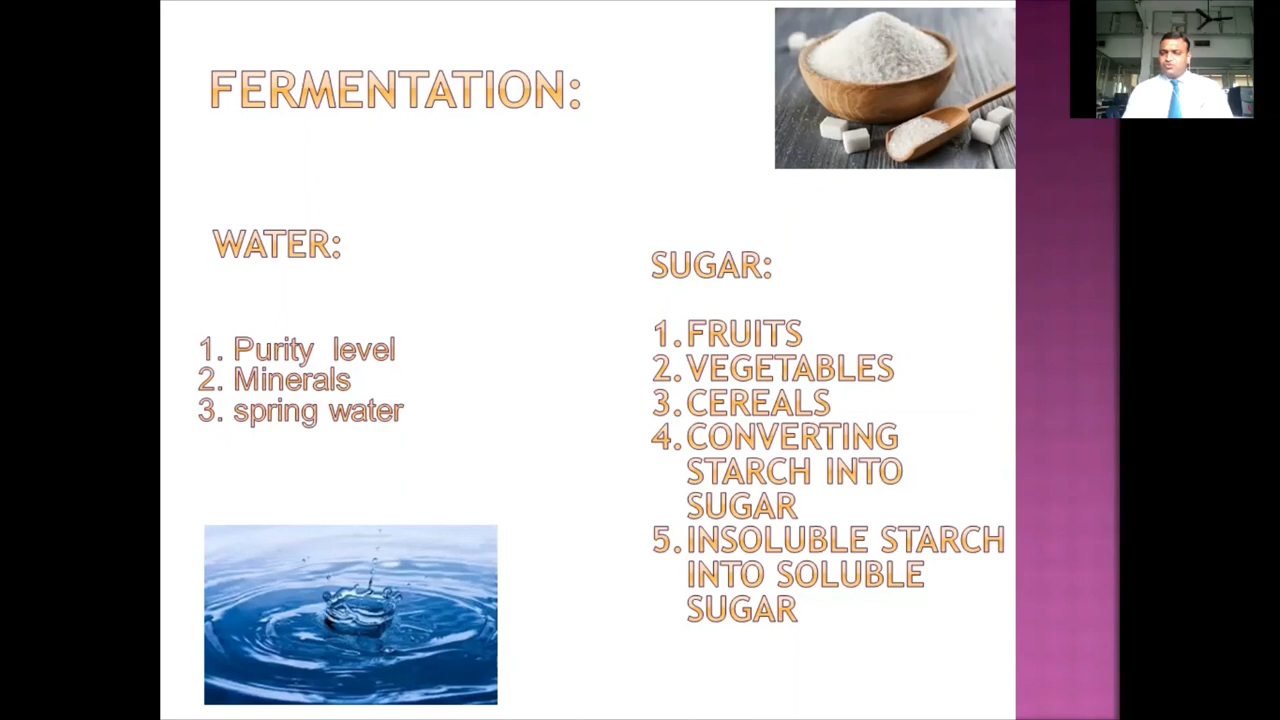 FERMENTATION:
WATER:
1. Purity level
2. Minerals
3. spring water
SUGAR:
1. FRUITS
2. VEGETABLES
3. CEREALS
4. CONVERTING
STARCH INTO
SUGAR
5. INSOLUBLE STARCH
INTO SOLUBLE
SUGAR